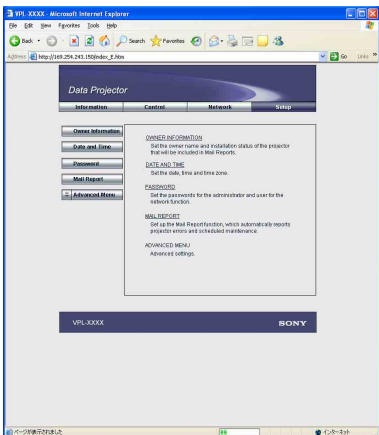 VPL-XXXX - Microsoft Internet Explorer
File Edit View Favorites Tools Help
Back Search Favorites
Address http://169.254.243.150/index_E.htm Go Links »
Data Projector
Information Control Network Setup
Owner Information
Date and Time
Password
Mail Report
Advanced Menu
OWNER INFORMATION
Set the owner name and installation status of the projector
that will be included in Mail Reports.
DATE AND TIME
Set the date, time and time zone.
PASSWORD
Set the passwords for the administrator and user for the
network function.
MAIL REPORT
Set up the Mail Report function, which automatically reports
projector errors and scheduled maintenance.
ADVANCED MENU
Advanced settings.
VPL-XXXX SONY
ページが表示されました インターネット